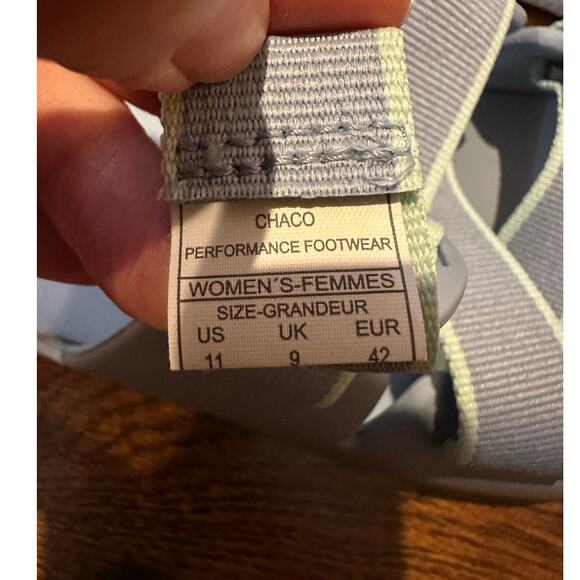 CHACO
PERFORMANCE FOOTWEAR
WOMEN´S-FEMMES
SIZE-GRANDEUR
US UK EUR
11 9 42